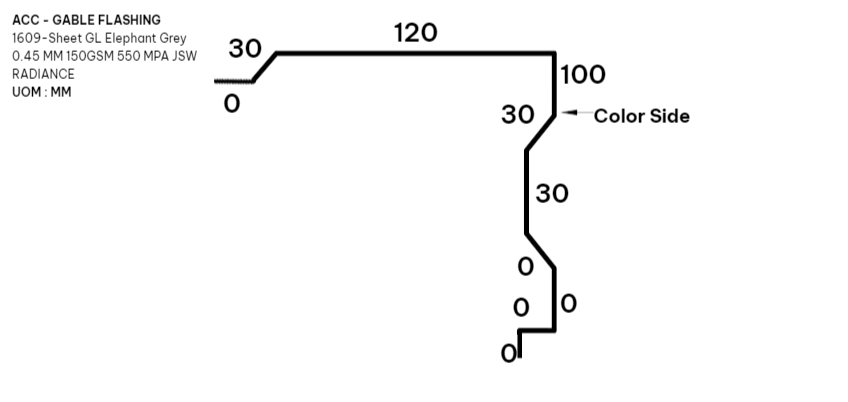 ACC - GABLE FLASHING
1609-Sheet GL Elephant Grey
0.45 MM 150GSM 550 MPA JSW
RADIANCE
UOM : MM
120
30
0
100
30
Color Side
30
0
0
0
0